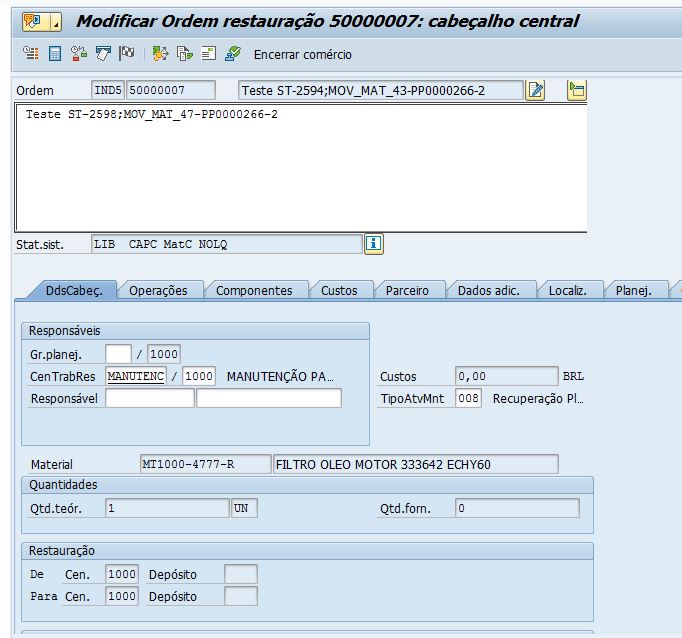 Modificar Ordem restauração 50000007: cabeçalho central
Encerrar comércio
Ordem IND5 50000007 Teste ST-2594;MOV_MAT_43-PP0000266-2
Teste ST-2598;MOV_MAT_47-PP0000266-2
Stat.sist. LIB CAPC MatC NOLQ
DdsCabeç. Operações Componentes Custos Parceiro Dados adic. Localiz. Planej.
Responsáveis
Gr.planej. / 1000
CenTrabRes MANUTENC / 1000 MANUTENÇÃO PA... Custos 0,00 BRL
Responsável TipoAtvMnt 008 Recuperação Pl...
Material MT1000-4777-R FILTRO OLEO MOTOR 333642 ECHY60
Quantidades
Qtd.teór. 1 UN Qtd.forn. 0
Restauração
De Cen. 1000 Depósito
Para Cen. 1000 Depósito